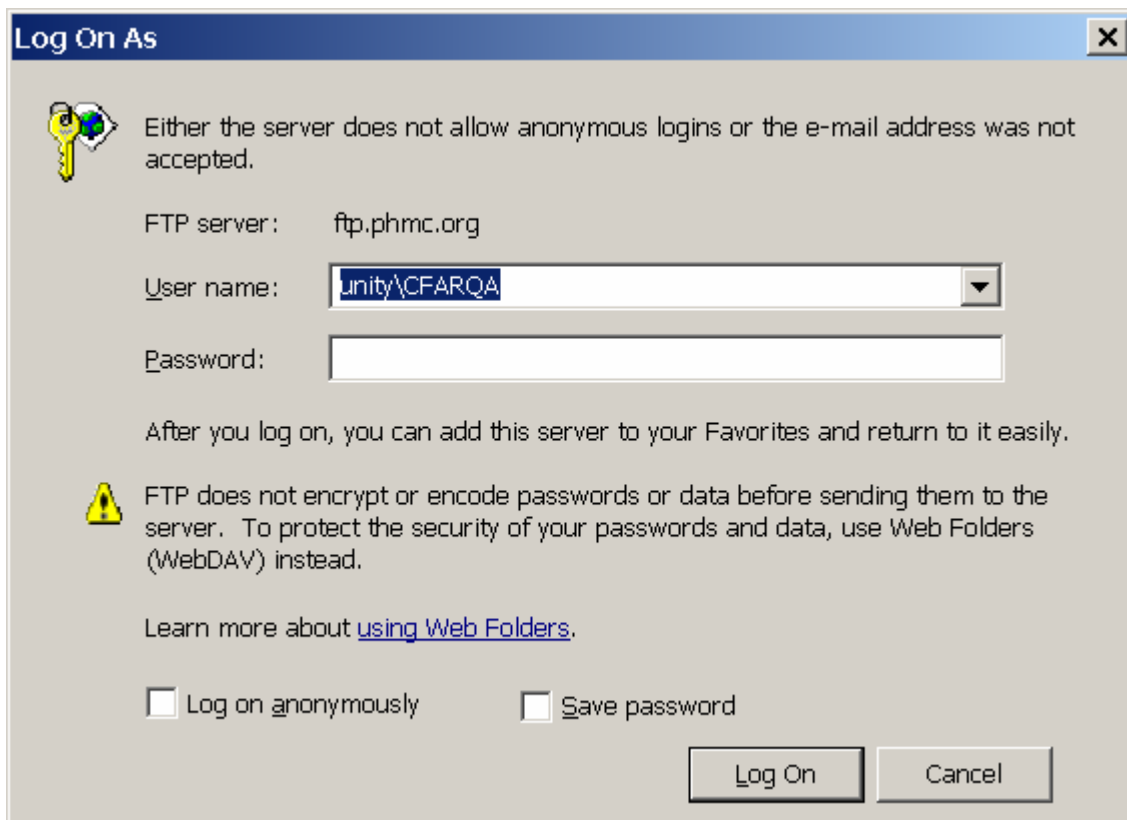 Log On As
Either the server does not allow anonymous logins or the e-mail address was not
accepted.
FTP server: ftp.phmc.org
User name: unity\CFARQA
Password:
After you log on, you can add this server to your Favorites and return to it easily.
FTP does not encrypt or encode passwords or data before sending them to the
server. To protect the security of your passwords and data, use Web Folders
(WebDAV) instead.
Learn more about using Web Folders.
Log on anonymously Save password
Log On Cancel